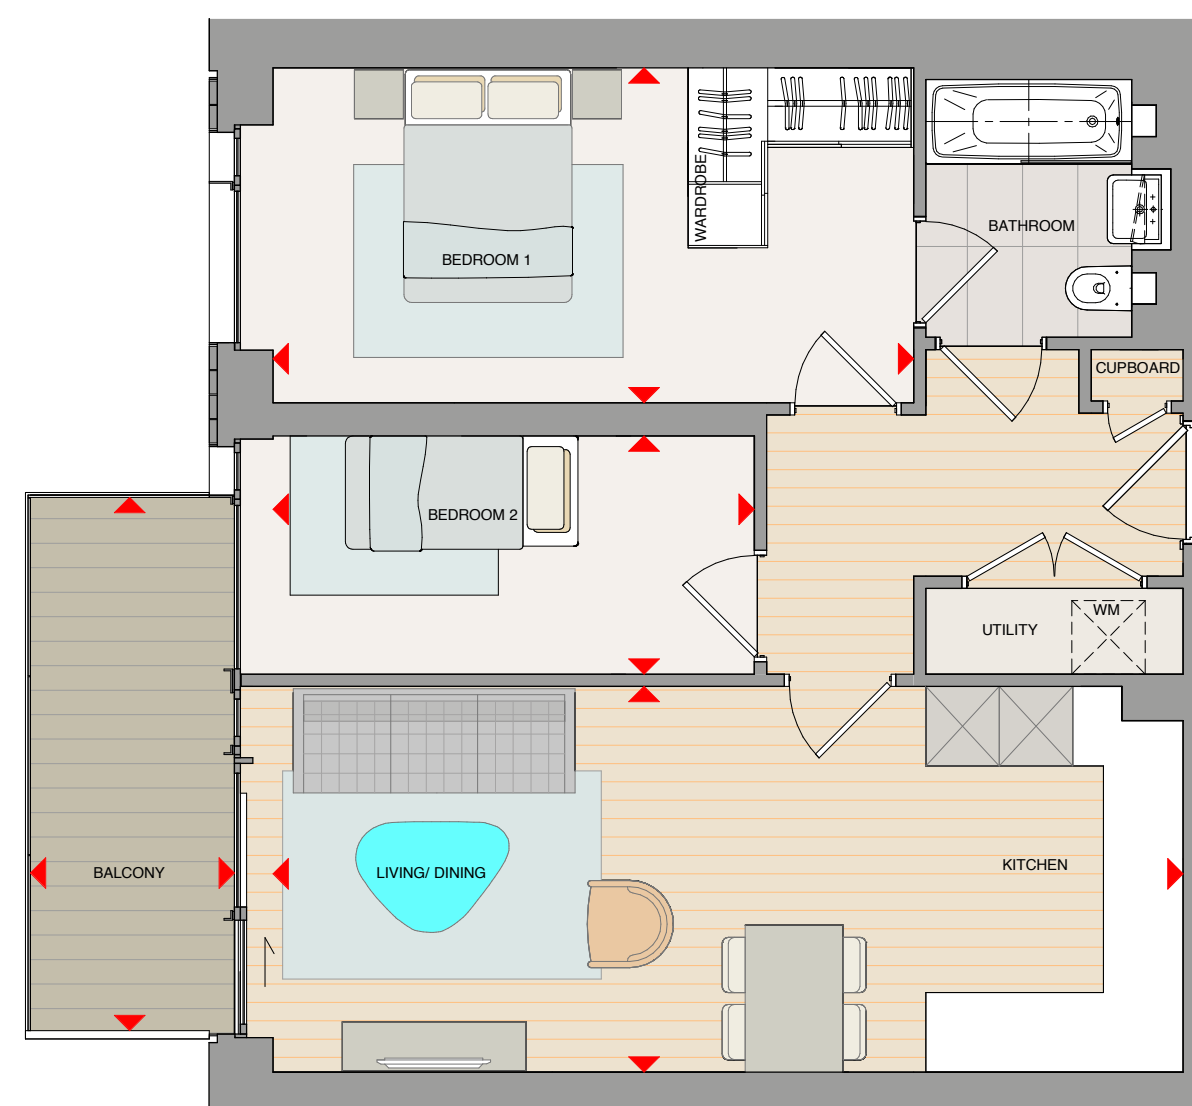 WARDROBE
BATHROOM
BEDROOM 1
CUPBOARD
BEDROOM 2
WM
UTILITY
KITCHEN
BALCONY
LIVING/ DINING